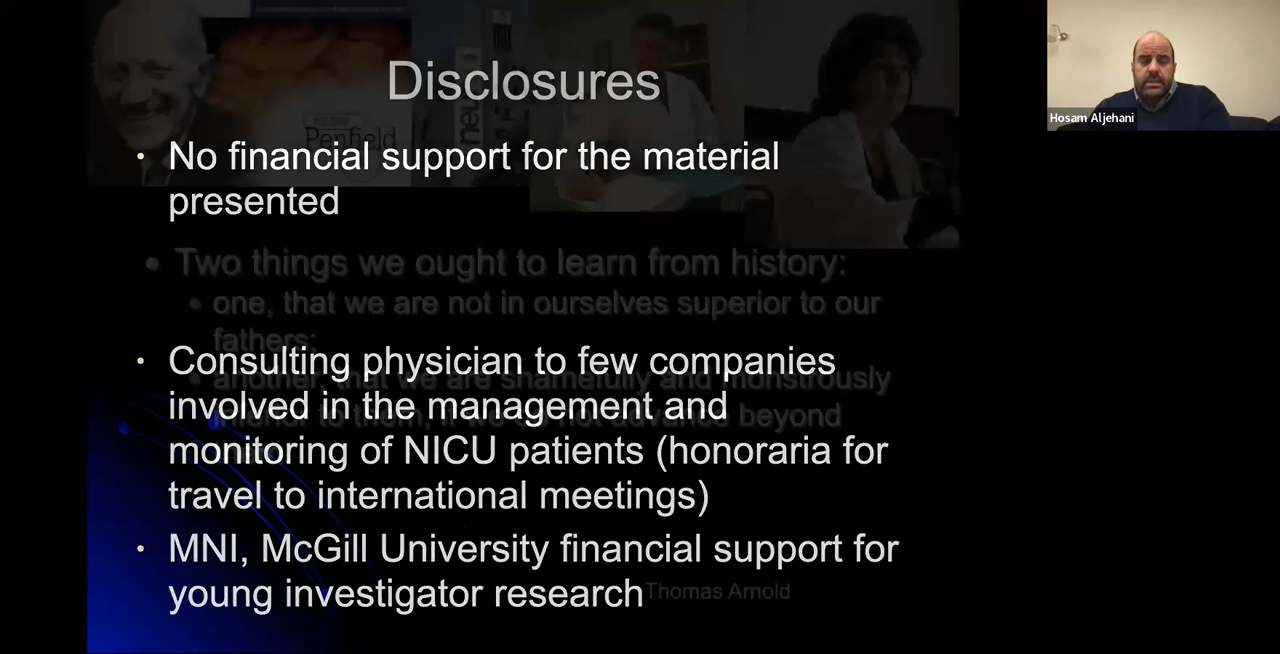 Disclosures
Penfield
neu
• No financial support for the material
presented
• Two things we ought to learn from history:
• one, that we are not in ourselves superior to our
fathers;
• Consulting physician to few companies
• another, that we are shamefully and monstrously
involved in the management and
inferior to them, if we do not advance beyond
monitoring of NICU patients (honoraria for
travel to international meetings)
• MNI, McGill University financial support for
young investigator research
Thomas Arnold
Hosam Aljehani